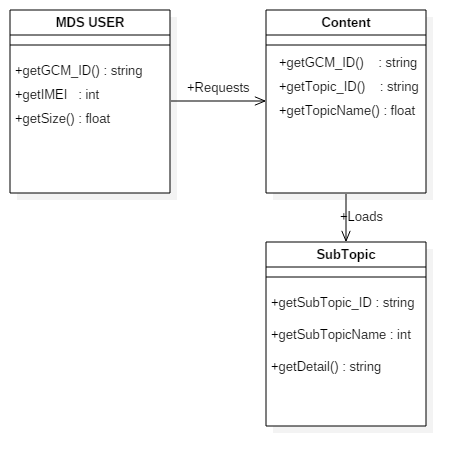 MDS USER
+getGCM_ID() : string
+getIMEI : int
+getSize() : float
+Requests
Content
+getGCM_ID() : string
+getTopic_ID() : string
+getTopicName() : float
+Loads
SubTopic
+getSubTopic_ID : string
+getSubTopicName : int
+getDetail() : string